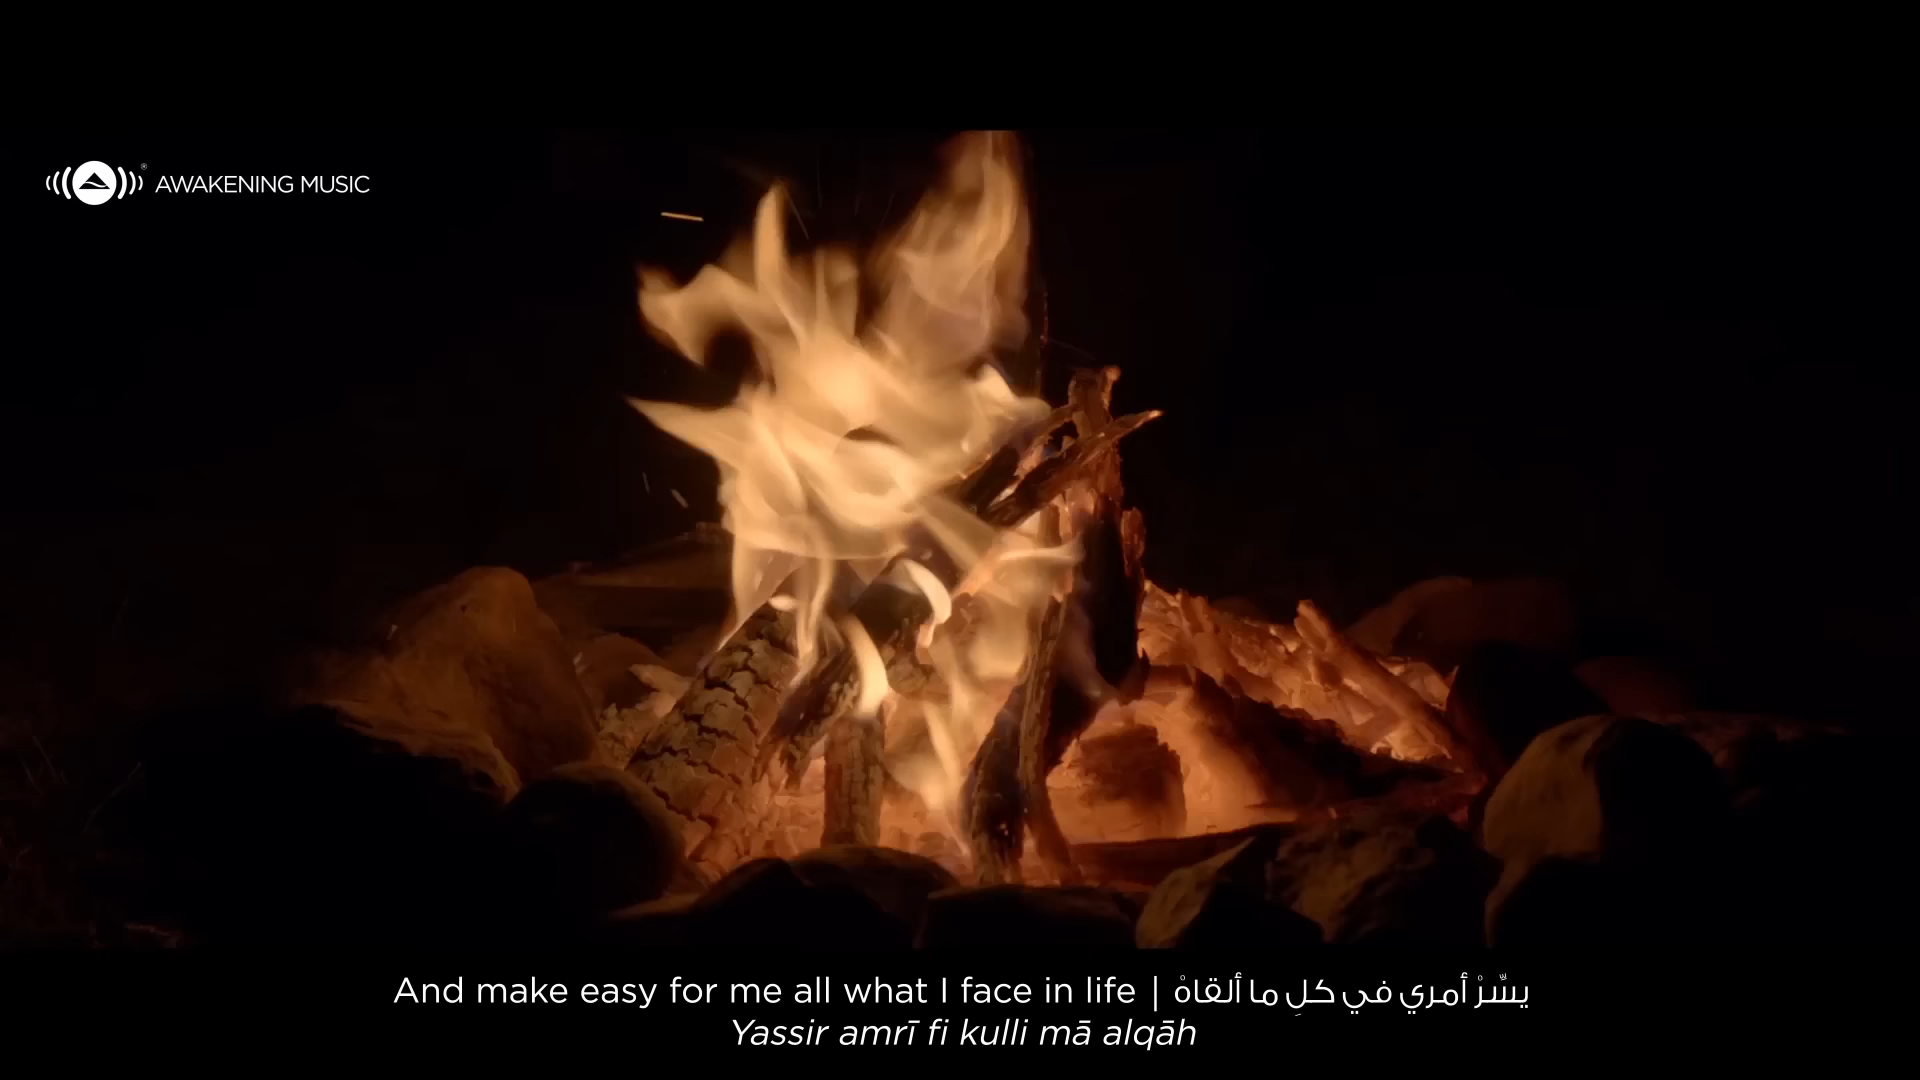 AWAKENING MUSIC
And make easy for me all what I face in life | يسِّرْ أمري في كلِ ما ألقاهْ
Yassir amrī fi kulli mā alqāh